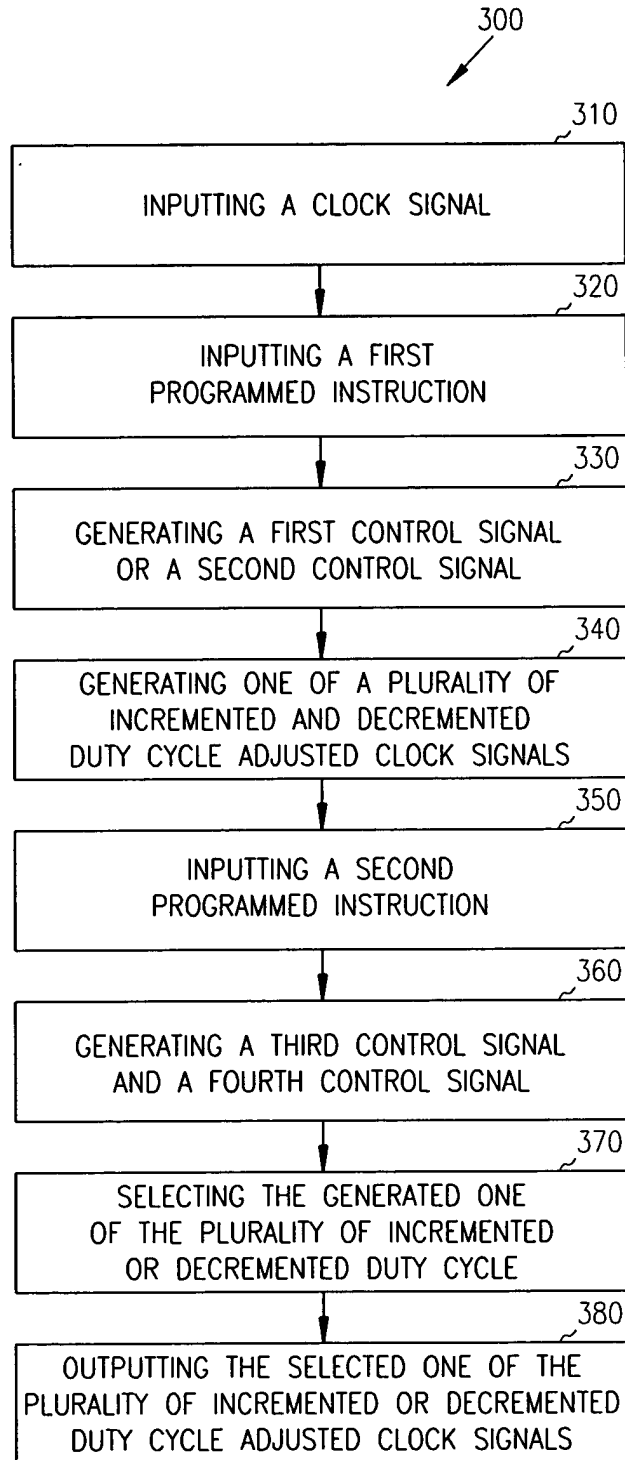 300
310
INPUTTING A CLOCK SIGNAL
320
INPUTTING A FIRST
PROGRAMMED INSTRUCTION
330
GENERATING A FIRST CONTROL SIGNAL
OR A SECOND CONTROL SIGNAL
340
GENERATING ONE OF A PLURALITY OF
INCREMENTED AND DECREMENTED
DUTY CYCLE ADJUSTED CLOCK SIGNALS
350
INPUTTING A SECOND
PROGRAMMED INSTRUCTION
360
GENERATING A THIRD CONTROL SIGNAL
AND A FOURTH CONTROL SIGNAL
370
SELECTING THE GENERATED ONE
OF THE PLURALITY OF INCREMENTED
OR DECREMENTED DUTY CYCLE
380
OUTPUTTING THE SELECTED ONE OF THE
PLURALITY OF INCREMENTED OR DECREMENTED
DUTY CYCLE ADJUSTED CLOCK SIGNALS